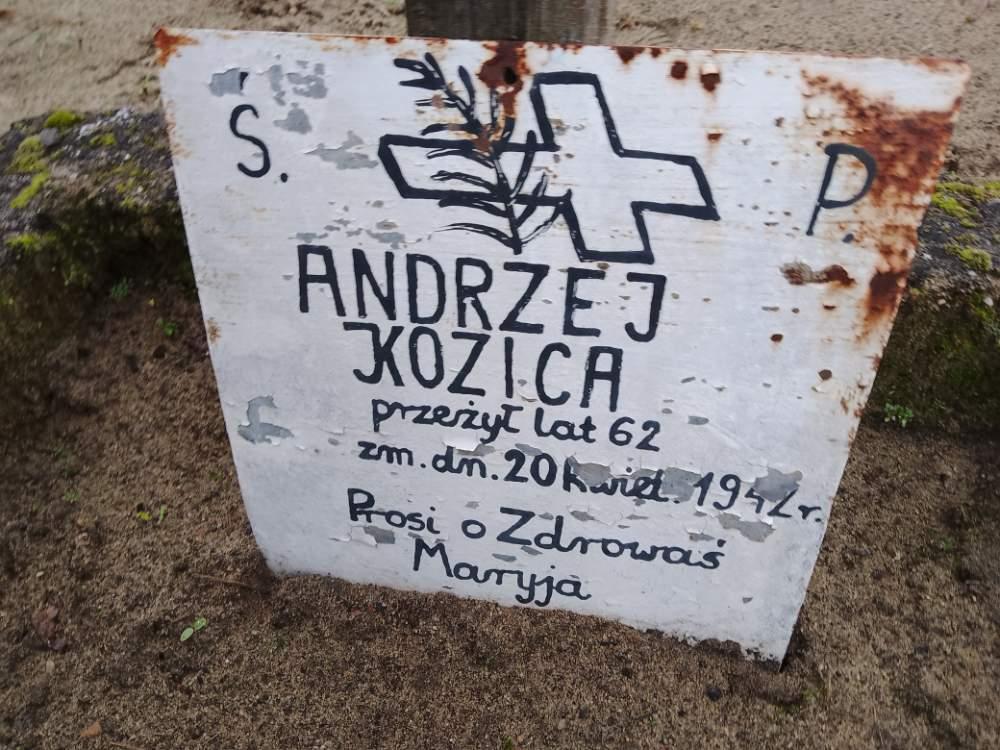 Ś. P.
ANDRZEJ
KOZICA
przeżył lat 62
zm. dn. 20 kwiet. 1942 r.
Prosi o Zdrowaś
Maryja